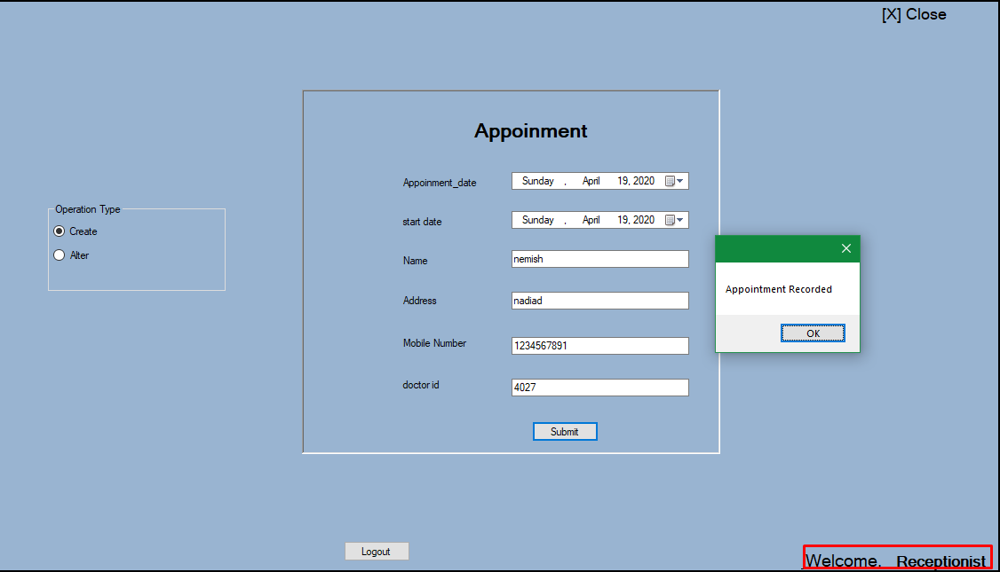 [X] Close
Appoinment
Appoinment_date
Sunday , April 19, 2020
start date
Sunday , April 19, 2020
Name
nemish
Address
nadiad
Mobile Number
1234567891
doctor id
4027
Submit
Operation Type
Create
Alter
Appointment Recorded
OK
Logout
Welcome, Receptionist